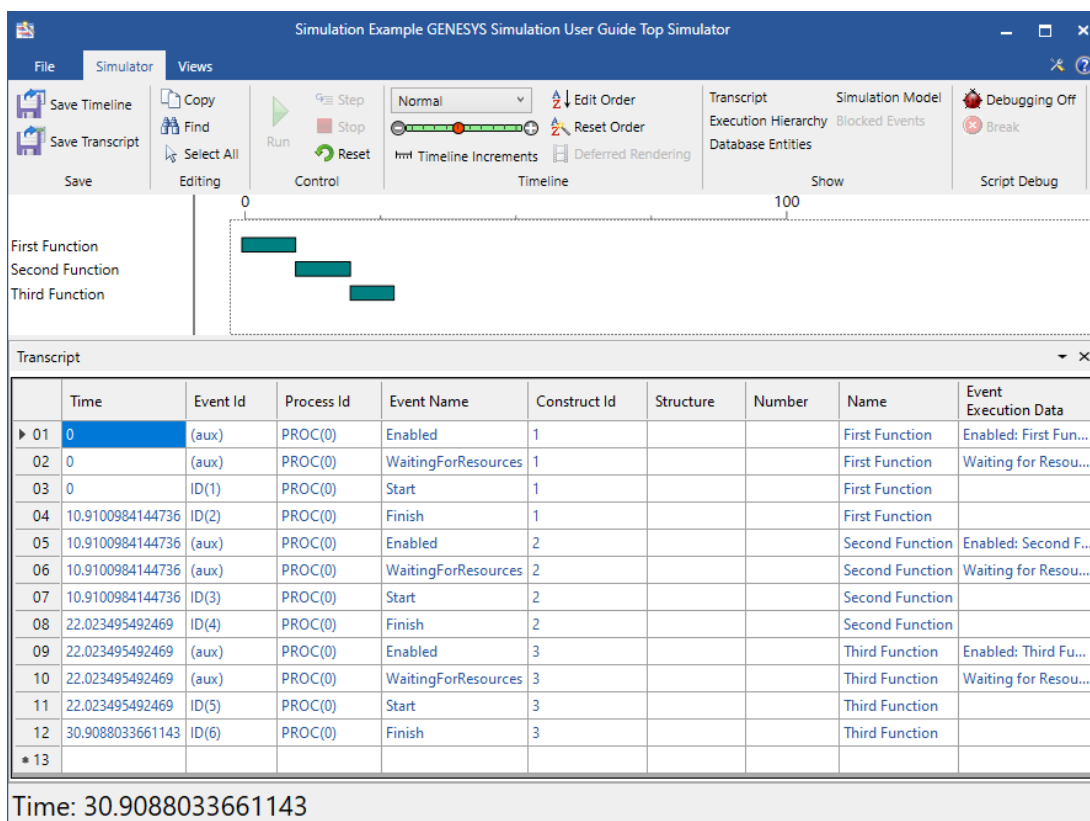 Simulation Example GENESYS Simulation User Guide Top Simulator
File Simulator Views
Save Timeline Copy Step Normal Edit Order Transcript Simulation Model Debugging Off
Find Stop Reset Order Execution Hierarchy Blocked Events Break
Save Transcript Select All Run Reset Timeline Increments Deferred Rendering Database Entities
Save Editing Control Timeline Show Script Debug
0 100
First Function
Second Function
Third Function
Transcript
Time Event Id Process Id Event Name Construct Id Structure Number Name Event Execution Data
01 0 (aux) PROC(0) Enabled 1 First Function Enabled: First Fun...
02 0 (aux) PROC(0) WaitingForResources 1 First Function Waiting for Resou...
03 0 ID(1) PROC(0) Start 1 First Function
04 10.9100984144736 ID(2) PROC(0) Finish 1 First Function
05 10.9100984144736 (aux) PROC(0) Enabled 2 Second Function Enabled: Second F...
06 10.9100984144736 (aux) PROC(0) WaitingForResources 2 Second Function Waiting for Resou...
07 10.9100984144736 ID(3) PROC(0) Start 2 Second Function
08 22.023495492469 ID(4) PROC(0) Finish 2 Second Function
09 22.023495492469 (aux) PROC(0) Enabled 3 Third Function Enabled: Third Fu...
10 22.023495492469 (aux) PROC(0) WaitingForResources 3 Third Function Waiting for Resou...
11 22.023495492469 ID(5) PROC(0) Start 3 Third Function
12 30.9088033661143 ID(6) PROC(0) Finish 3 Third Function
13
Time: 30.9088033661143